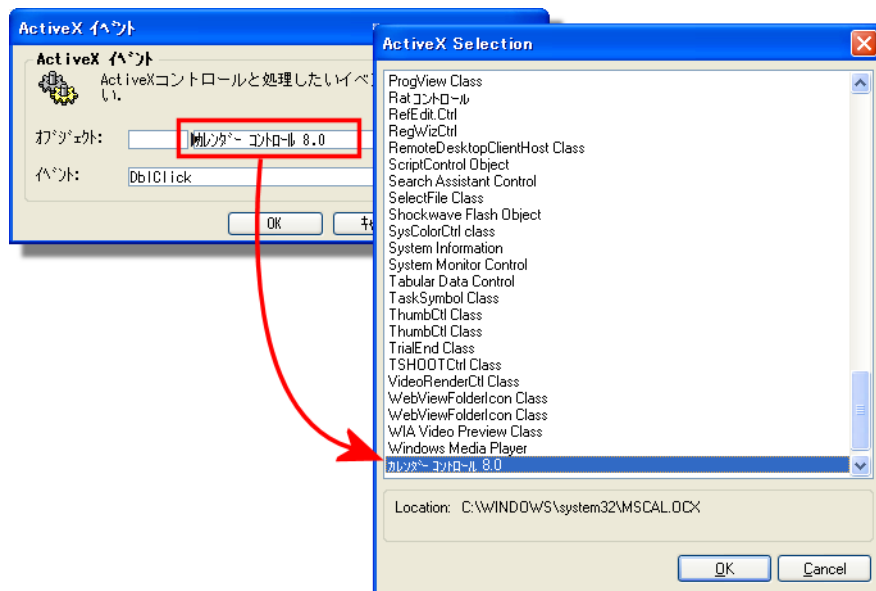 ActiveX イベント
ActiveX イベント
ActiveXコントロールと処理したいイベ
い.
オブジェクト:
カレンダー コントロール 8.0
イベント:
DblClick
OK
ActiveX Selection
ProgView Class
Rat コントロール
RefEdit.Ctrl
RegWizCtrl
RemoteDesktopClientHost Class
ScriptControl Object
Search Assistant Control
SelectFile Class
Shockwave Flash Object
SysColorCtrl class
System Information
System Monitor Control
Tabular Data Control
TaskSymbol Class
ThumbCtl Class
ThumbCtl Class
TrialEnd Class
TSHOOTCtrl Class
VideoRenderCtl Class
WebViewFolderIcon Class
WebViewFolderIcon Class
WIA Video Preview Class
Windows Media Player
カレンダー コントロール 8.0
Location: C:\WINDOWS\system32\MSCAL.OCX
OK
Cancel